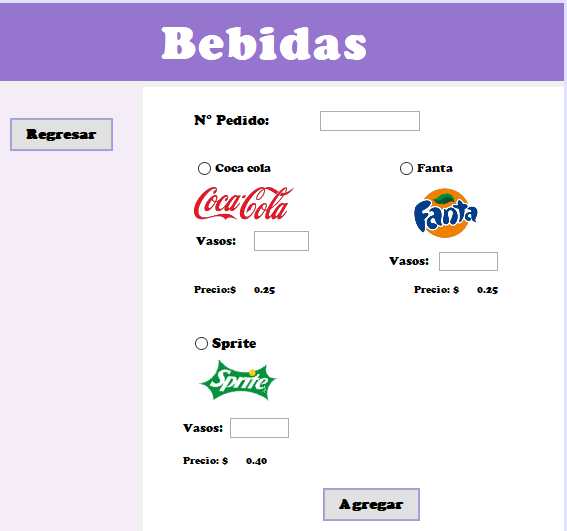 Bebidas
Regresar
N° Pedido:
Coca cola
Fanta
Coca-Cola
Fanta
Vasos:
Vasos:
Precio:$ 0.25
Precio: $ 0.25
Sprite
Sprite
Vasos:
Precio: $ 0.40
Agregar